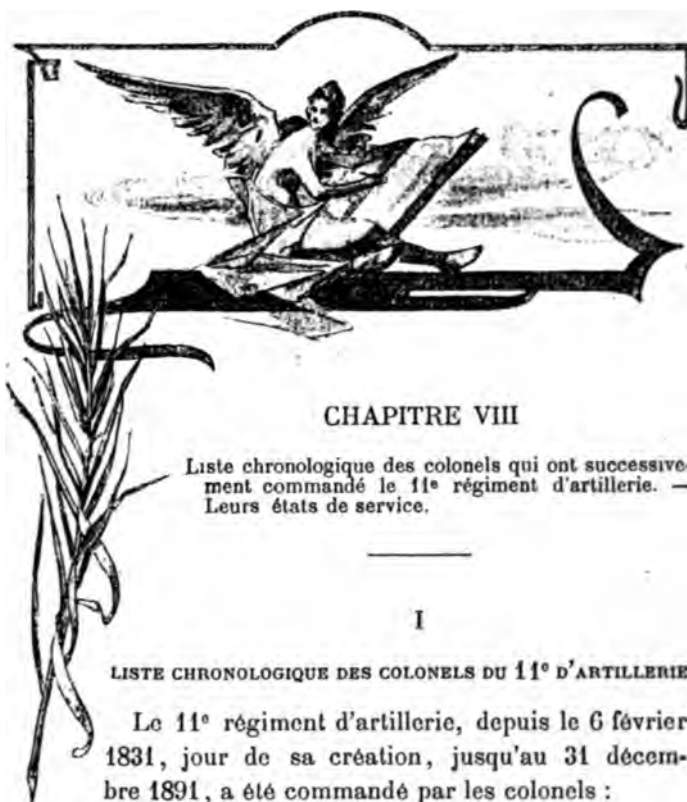 CHAPITRE VIII
Liste chronologique des colonels qui ont successive-
ment commandé le 11e régiment d'artillerie. —
Leurs états de service.
I
LISTE CHRONOLOGIQUE DES COLONELS DU 11e D'ARTILLERIE
Le 11e régiment d'artillerie, depuis le 6 février
1831, jour de sa création, jusqu'au 31 décem-
bre 1891, a été commandé par les colonels :